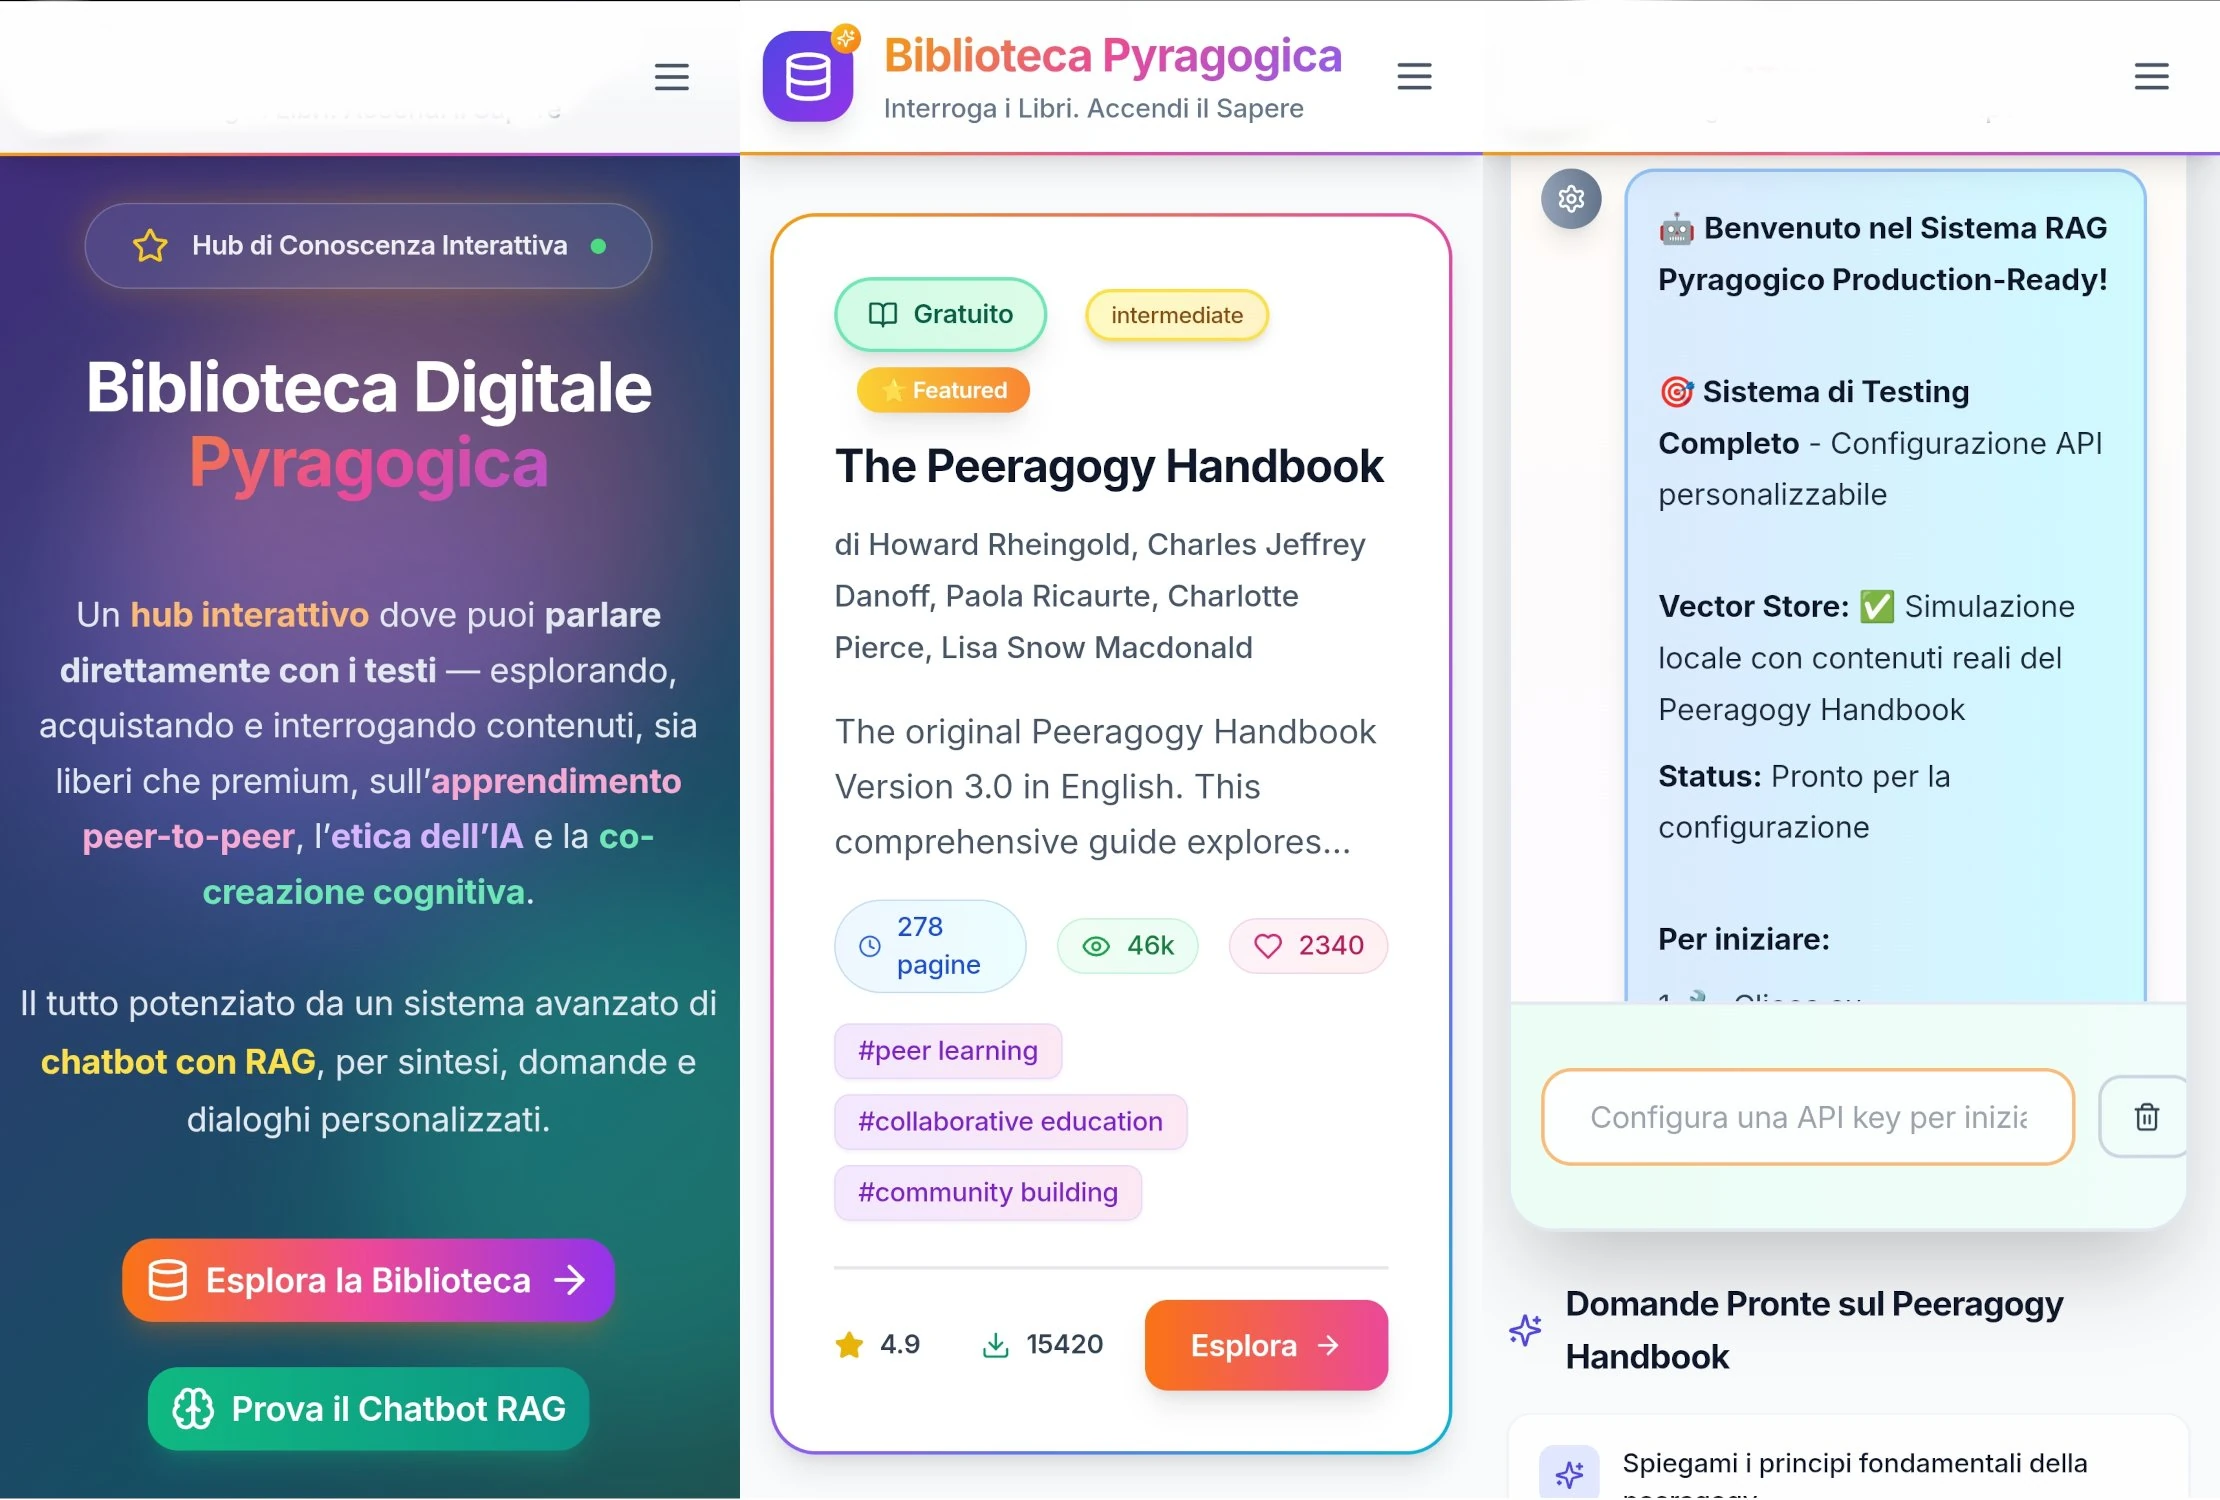 Hub di Conoscenza Interattiva
Biblioteca Digitale
Pyragogica
Un hub interattivo dove puoi parlare
direttamente con i testi — esplorando,
acquistando e interrogando contenuti, sia
liberi che premium, sull’apprendimento
peer-to-peer, l’etica dell’IA e la co-
creazione cognitiva.
Il tutto potenziato da un sistema avanzato di
chatbot con RAG, per sintesi, domande e
dialoghi personalizzati.
Esplora la Biblioteca
Prova il Chatbot RAG
Biblioteca Pyragogica
Interroga i Libri. Accendi il Sapere
Gratuito
intermediate
⭐ Featured
The Peeragogy Handbook
di Howard Rheingold, Charles Jeffrey
Danoff, Paola Ricaurte, Charlotte
Pierce, Lisa Snow Macdonald
The original Peeragogy Handbook
Version 3.0 in English. This
comprehensive guide explores...
278
pagine
46k
2340
#peer learning
#collaborative education
#community building
4.9
15420
Esplora
🤖 Benvenuto nel Sistema RAG
Pyragogico Production-Ready!
🎯 Sistema di Testing
Completo - Configurazione API
personalizzabile
Vector Store: ✅ Simulazione
locale con contenuti reali del
Peeragogy Handbook
Status: Pronto per la
configurazione
Per iniziare:
Configura una API key per
Domande Pronte sul Peeragogy
Handbook
Spiegami i principi fondamentali della